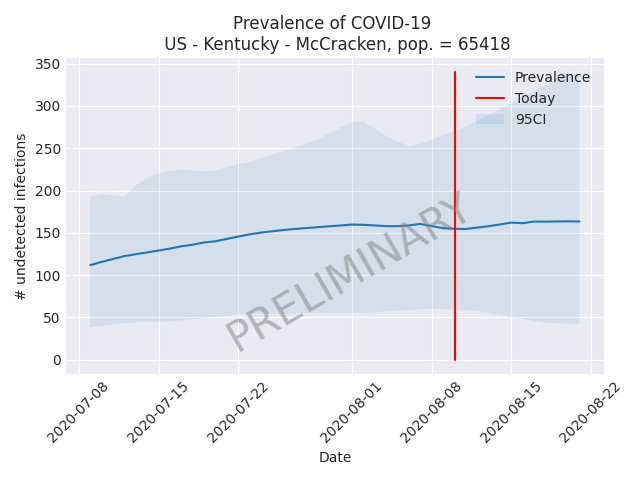 Prevalence of COVID-19
US - Kentucky - McCracken, pop. = 65418
# undetected infections
350
300
250
200
150
100
50
0
Prevalence
Today
95CI
PRELIMINARY
2020-07-08
2020-07-15
2020-07-22
2020-08-01
2020-08-08
2020-08-15
2020-08-22
Date